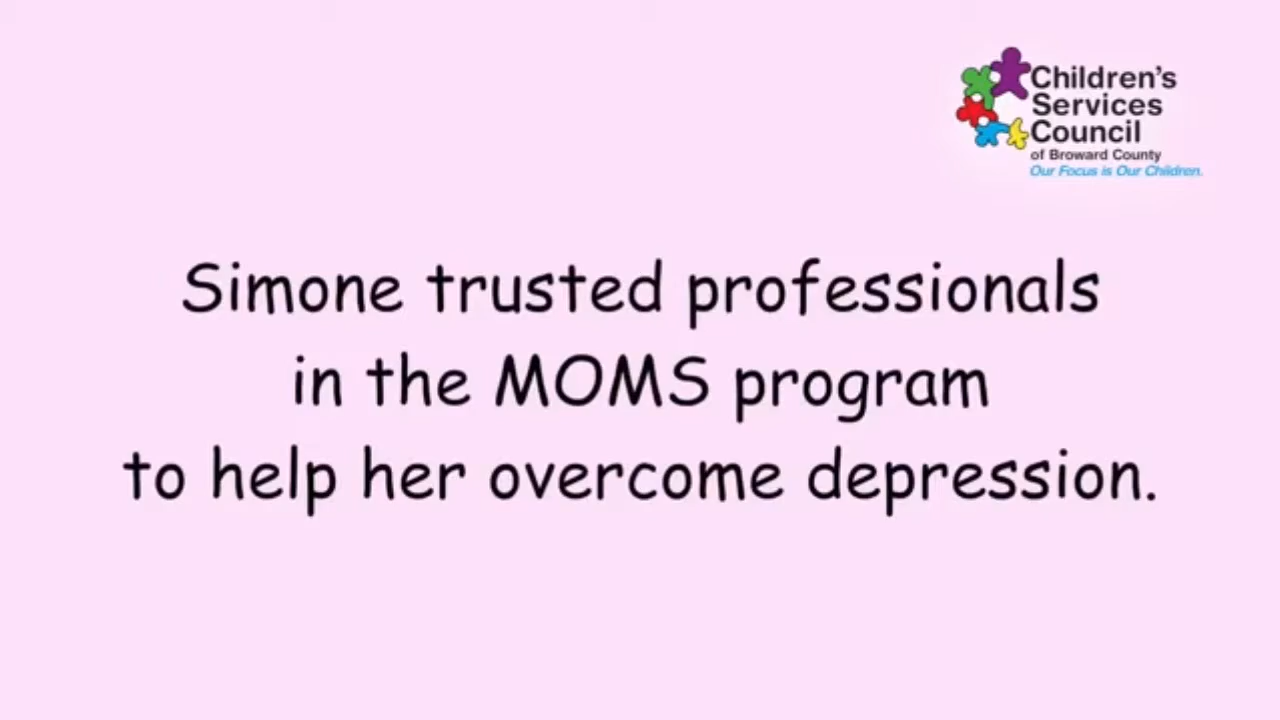 Children's
Services
Council
of Broward County
Our Focus is Our Children.
Simone trusted professionals
in the MOMS program
to help her overcome depression.